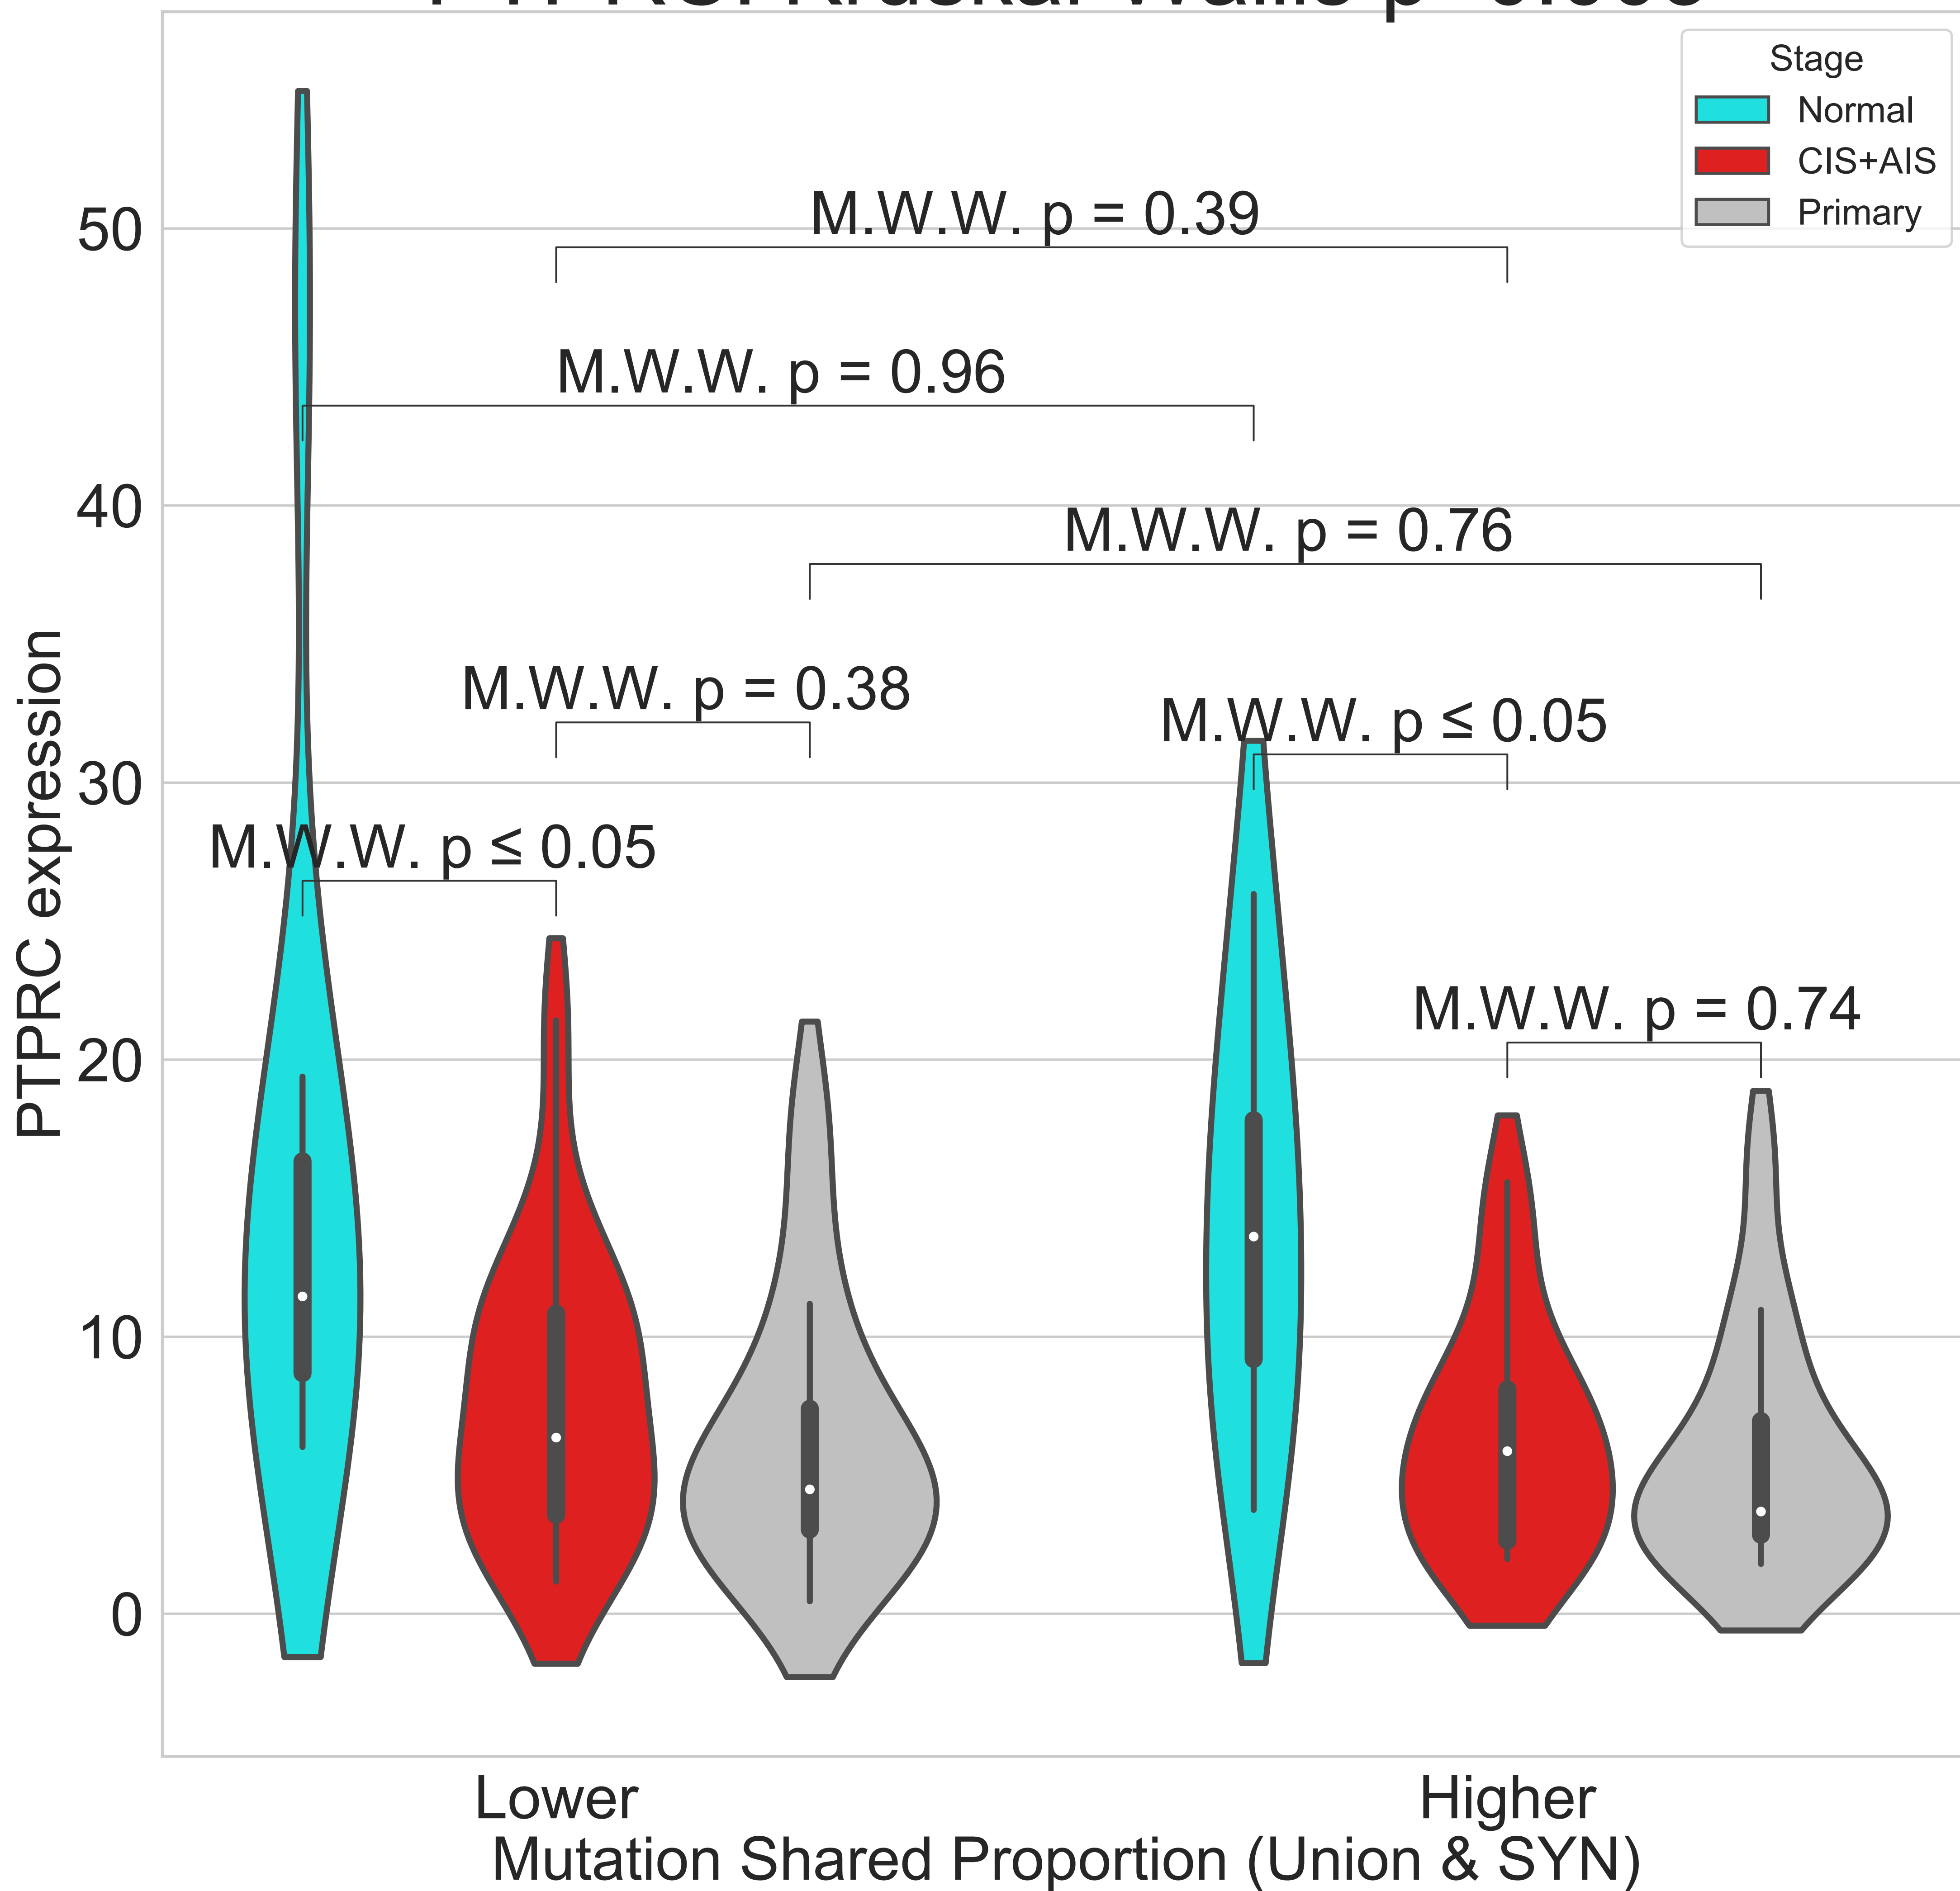 Stage
Normal
CIS+AIS
Primary
M.W.W. p = 0.39
M.W.W. p = 0.96
M.W.W. p = 0.76
M.W.W. p = 0.38
M.W.W. p ≤ 0.05
M.W.W. p ≤ 0.05
M.W.W. p = 0.74
PTPRC expression
50
40
30
20
10
0
Lower
Higher
Mutation Shared Proportion (Union & SYN)